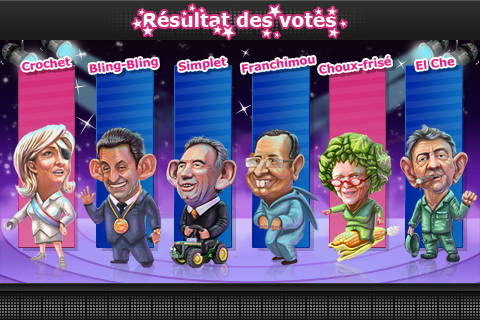 Résultat des votes
Crochet
Bling-Bling
Simplet
Franchimou
Choux-frisé
El Che